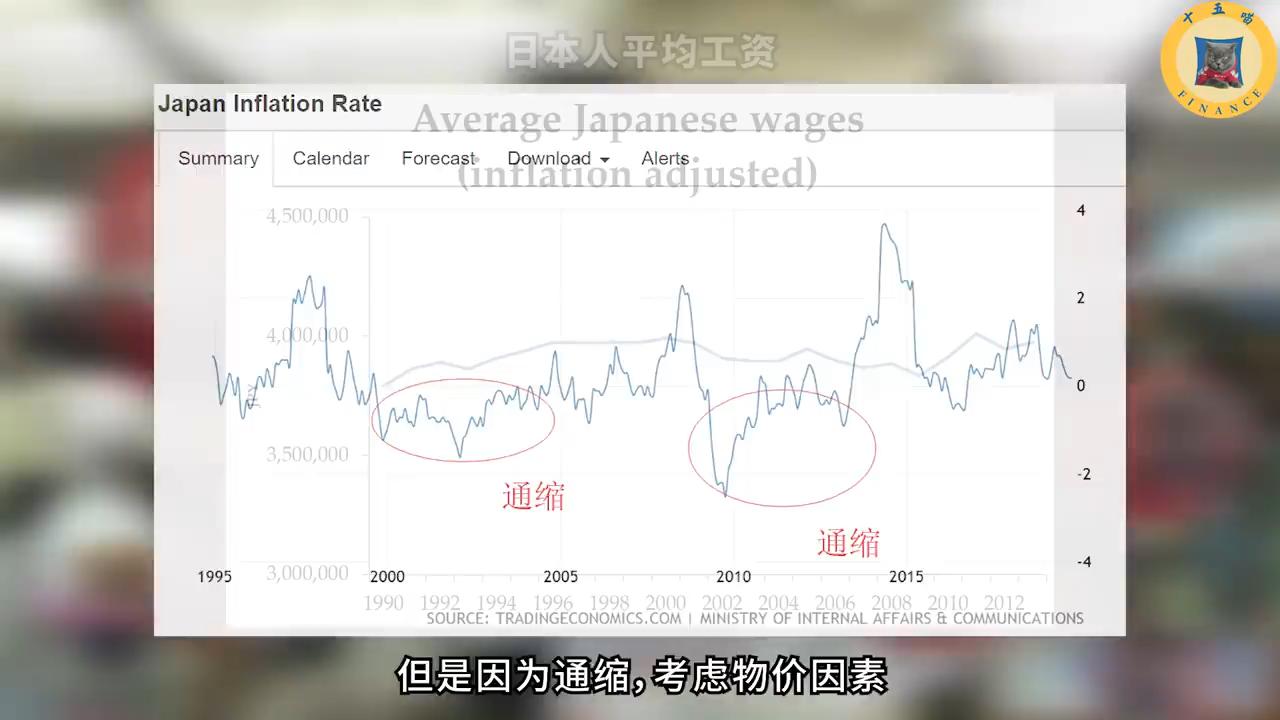 十五喵
FINANCE
日本人平均工资
Japan Inflation Rate
Average Japanese wages
(inflation adjusted)
Summary Calendar Forecast Download Alerts
4,500,000
4,000,000
3,500,000
3,000,000
JPY
4
2
0
-2
-4
通缩
通缩
1995 2000 2005 2010 2015
1990 1992 1994 1996 1998 2000 2002 2004 2006 2008 2010 2012
SOURCE: TRADINGECONOMICS.COM | MINISTRY OF INTERNAL AFFAIRS & COMMUNICATIONS
但是因为通缩，考虑物价因素